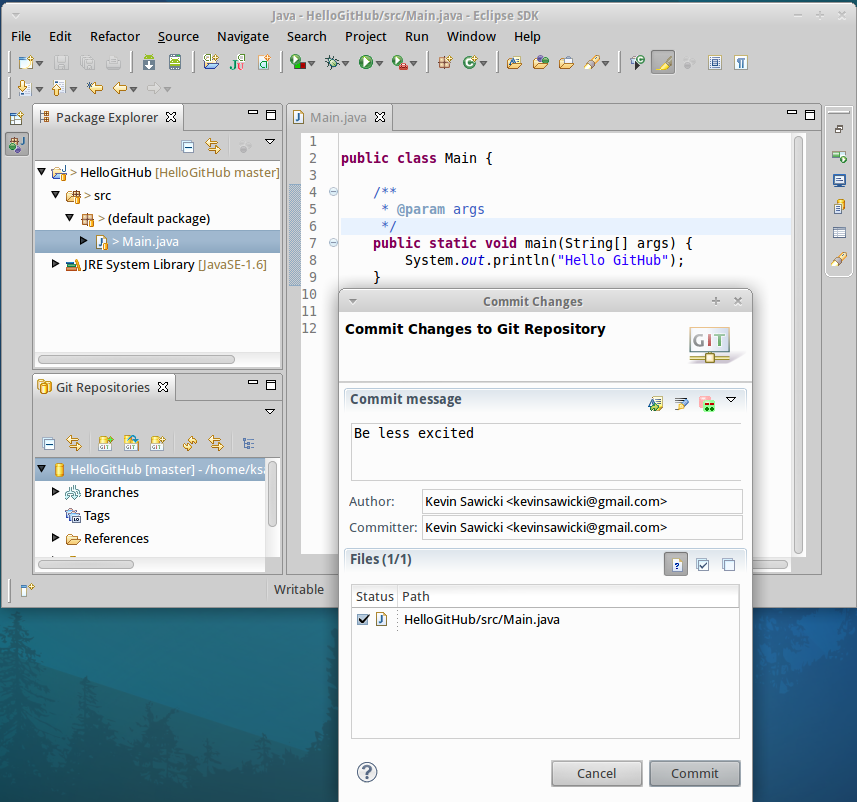 Java - HelloGitHub/src/Main.java - Eclipse SDK
File Edit Refactor Source Navigate Search Project Run Window Help
Package Explorer
> HelloGitHub [HelloGitHub master]
> src
> (default package)
> Main.java
JRE System Library [JavaSE-1.6]
Git Repositories
HelloGitHub [master] - /home/ksa
Branches
Tags
References
Main.java
1
2 public class Main {
3
4 /**
5 * @param args
6 */
7 public static void main(String[] args) {
8 System.out.println("Hello GitHub");
9 }
10
11
12
Writable
Commit Changes
Commit Changes to Git Repository
GIT
Commit message
Be less excited
Author: Kevin Sawicki <kevinsawicki@gmail.com>
Committer: Kevin Sawicki <kevinsawicki@gmail.com>
Files (1/1)
Status Path
HelloGitHub/src/Main.java
Cancel Commit